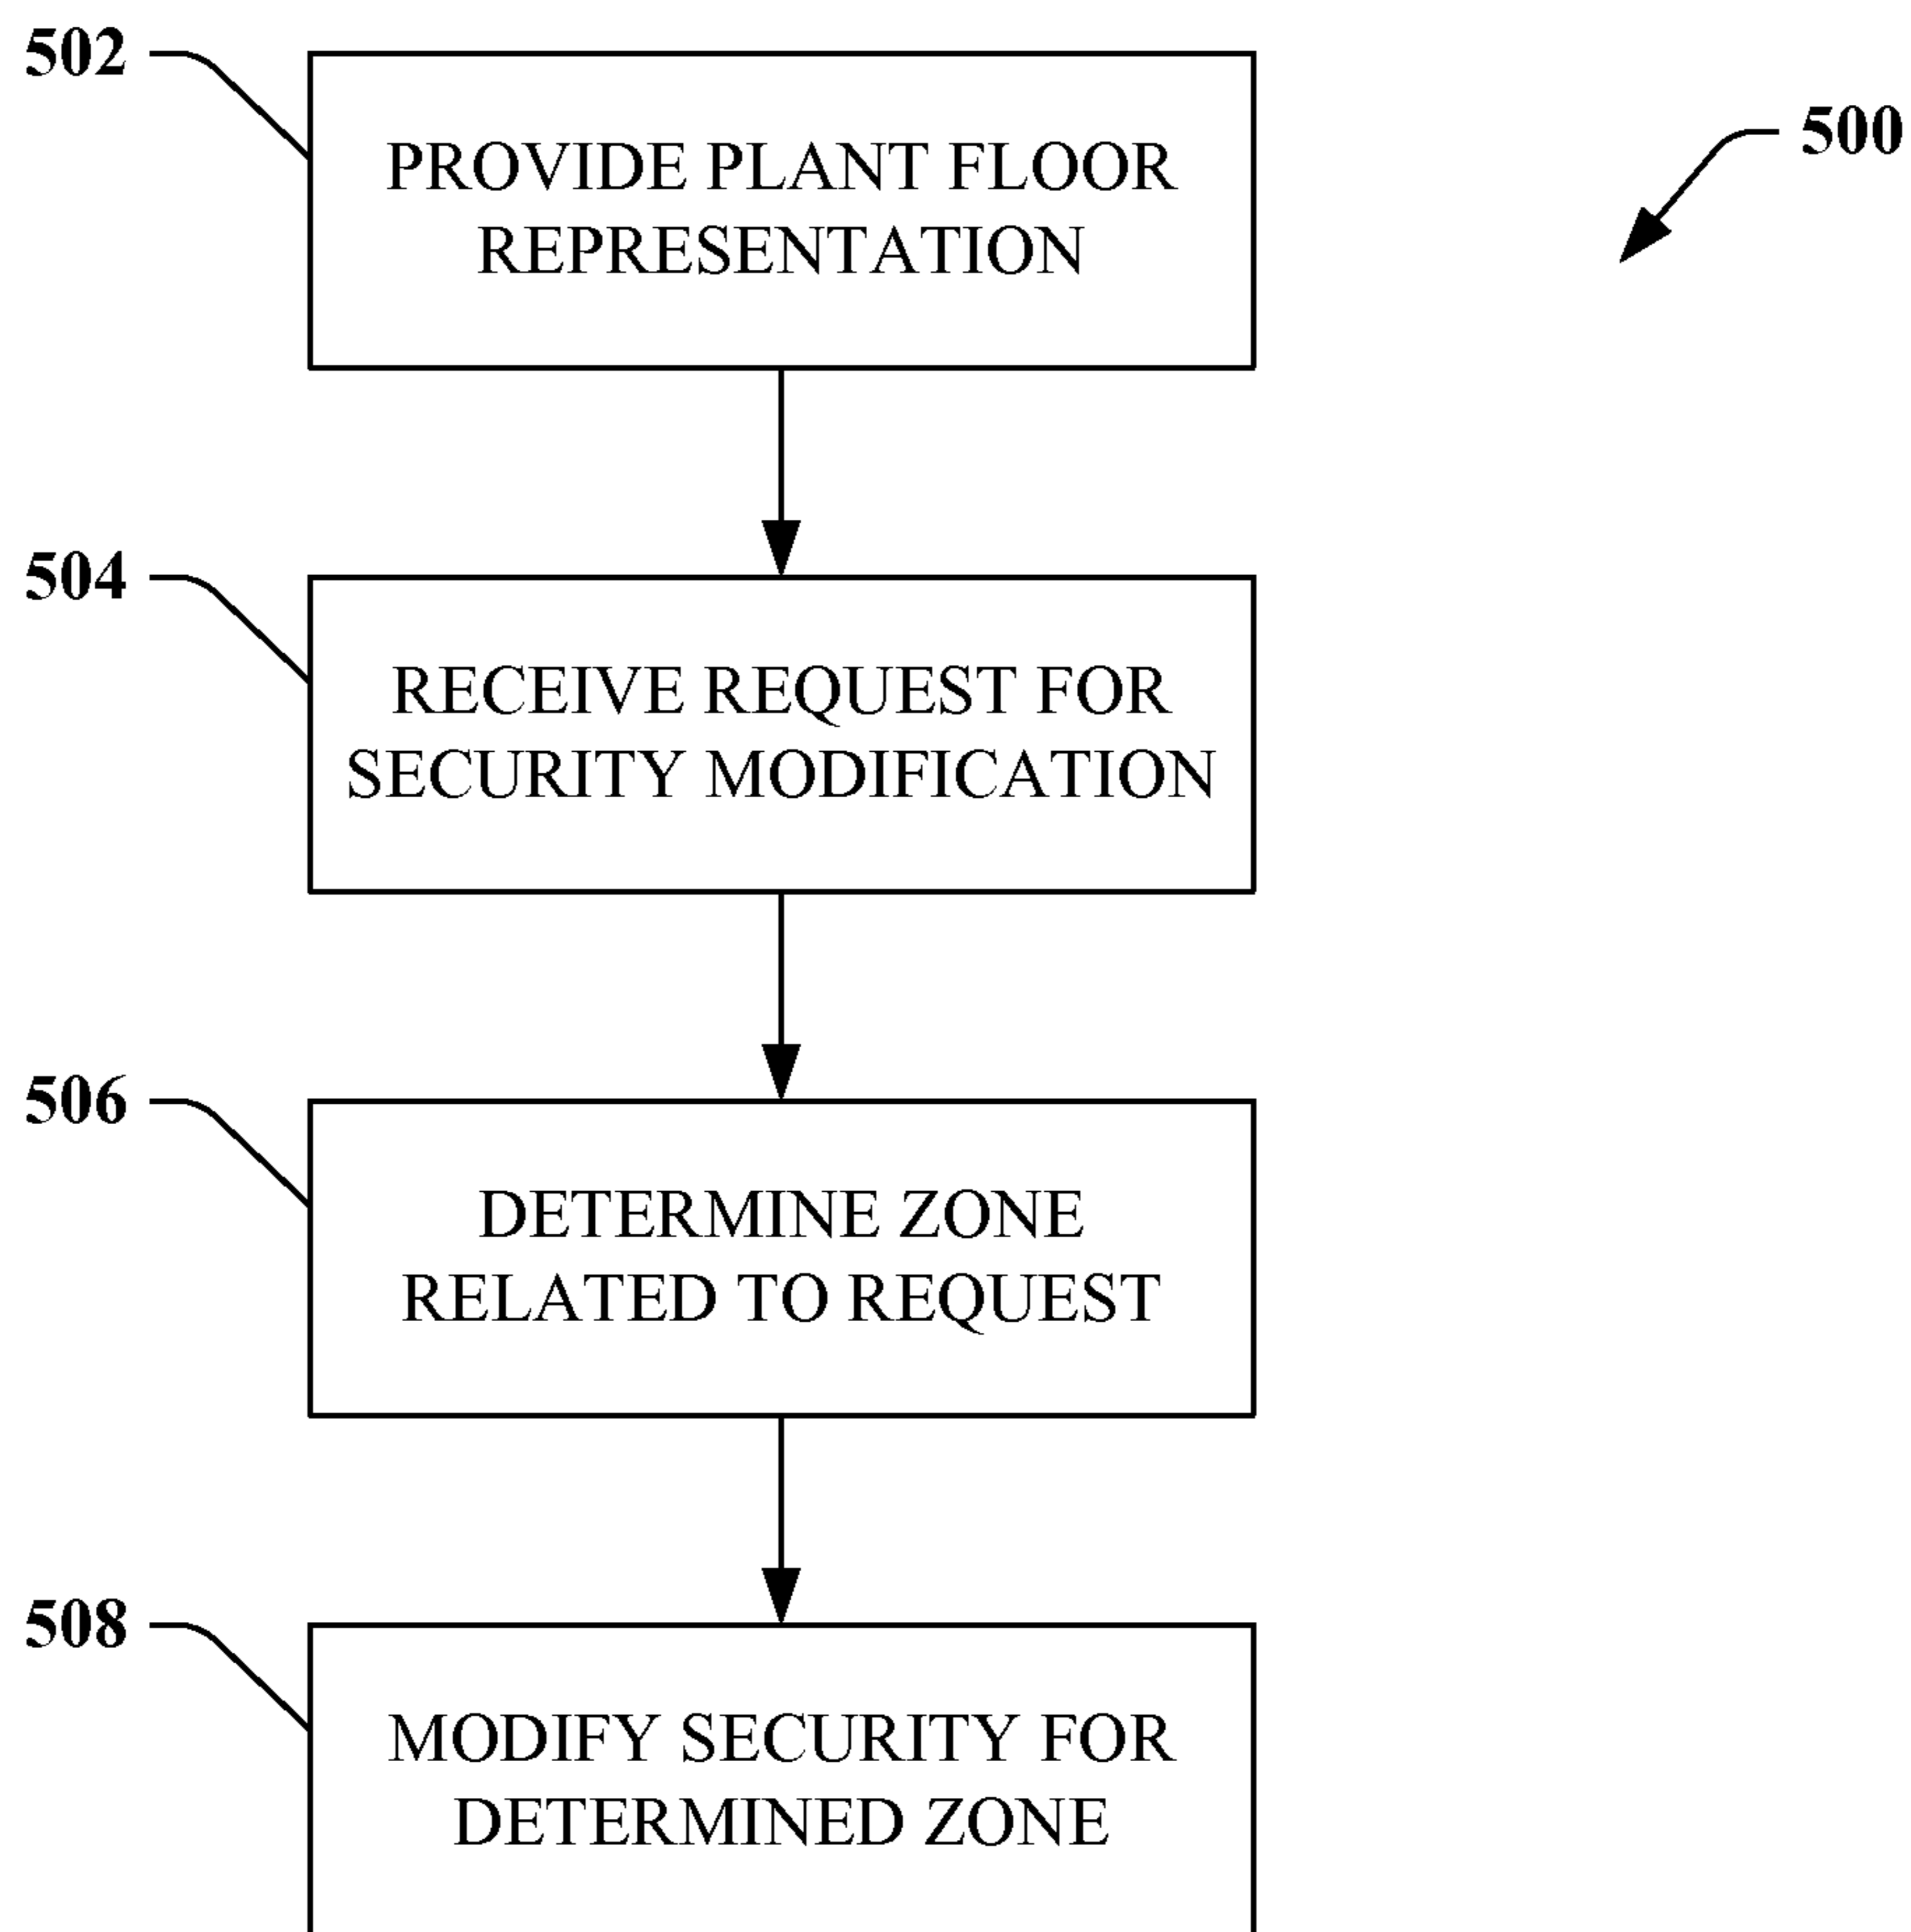 502
PROVIDE PLANT FLOOR
REPRESENTATION
500
504
RECEIVE REQUEST FOR
SECURITY MODIFICATION
506
DETERMINE ZONE
RELATED TO REQUEST
508
MODIFY SECURITY FOR
DETERMINED ZONE